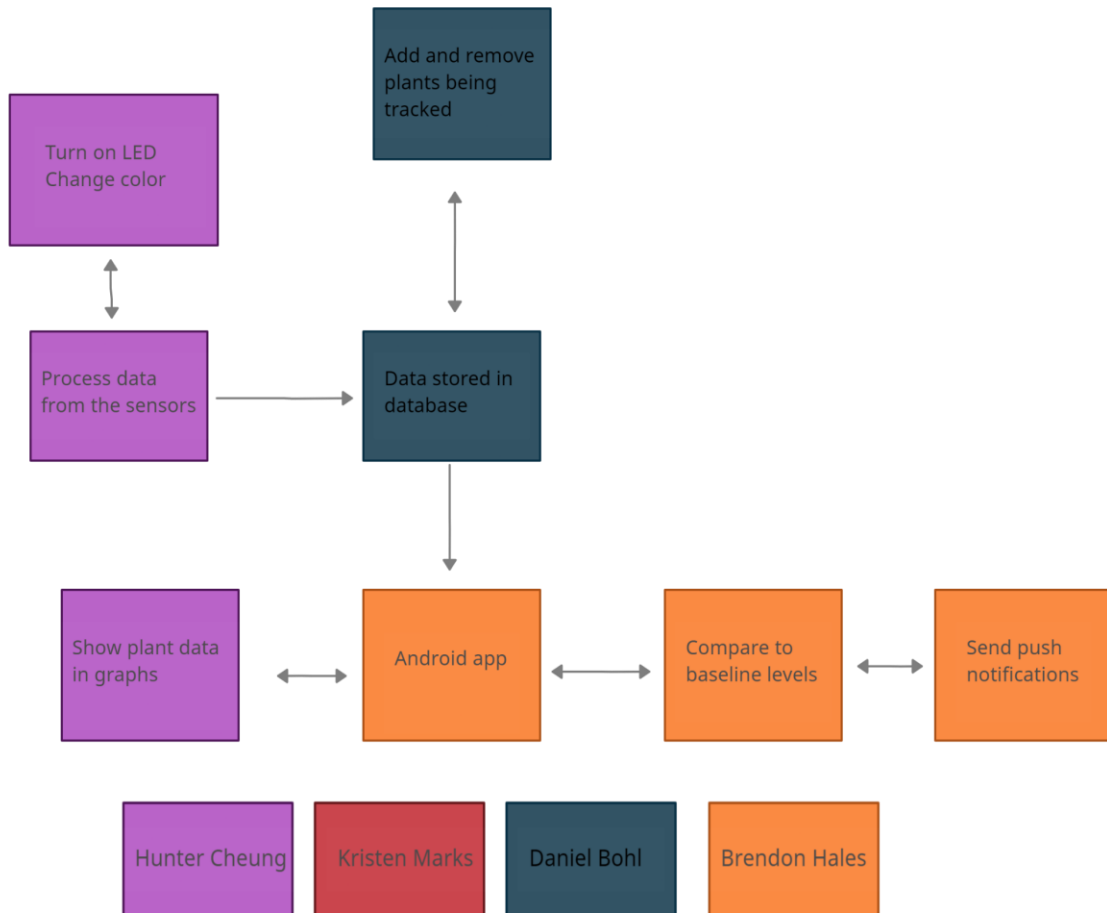 Add and remove
plants being
tracked
Turn on LED
Change color
Process data
from the sensors
Data stored in
database
Show plant data
in graphs
Android app
Compare to
baseline levels
Send push
notifications
Hunter Cheung
Kristen Marks
Daniel Bohl
Brendon Hales